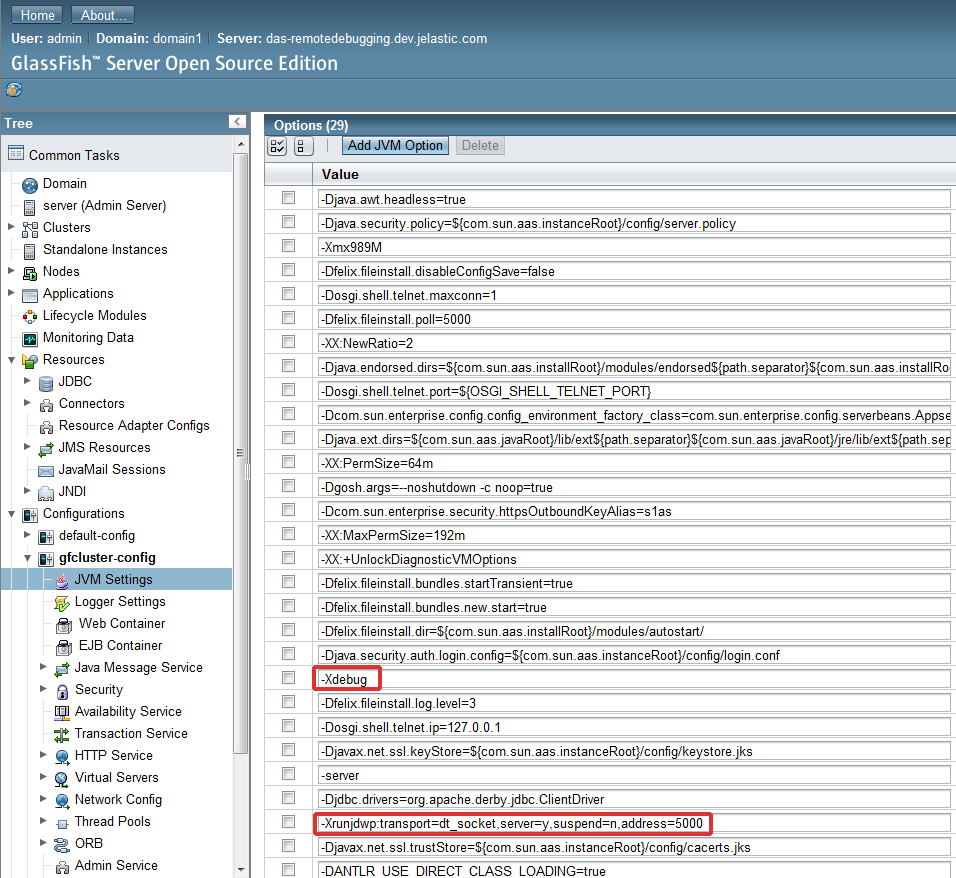 Home About...
User: admin Domain: domain1 Server: das-remotedebugging.dev.jelastic.com
GlassFish™ Server Open Source Edition
Tree
Common Tasks
Domain
server (Admin Server)
Clusters
Standalone Instances
Nodes
Applications
Lifecycle Modules
Monitoring Data
Resources
JDBC
Connectors
Resource Adapter Configs
JMS Resources
JavaMail Sessions
JNDI
Configurations
default-config
gfcluster-config
JVM Settings
Logger Settings
Web Container
EJB Container
Java Message Service
Security
Availability Service
Transaction Service
HTTP Service
Virtual Servers
Network Config
Thread Pools
ORB
Admin Service
Options (29)
Add JVM Option Delete
Value
-Djava.awt.headless=true
-Djava.security.policy=${com.sun.aas.instanceRoot}/config/server.policy
-Xmx989M
-Dfelix.fileinstall.disableConfigSave=false
-Dosgi.shell.telnet.maxconn=1
-Dfelix.fileinstall.poll=5000
-XX:NewRatio=2
-Djava.endorsed.dirs=${com.sun.aas.installRoot}/modules/endorsed${path.separator}${com.sun.aas.installRo
-Dosgi.shell.telnet.port=${OSGI_SHELL_TELNET_PORT}
-Dcom.sun.enterprise.config.config_environment_factory_class=com.sun.enterprise.config.serverbeans.Appse
-Djava.ext.dirs=${com.sun.aas.javaRoot}/lib/ext${path.separator}${com.sun.aas.javaRoot}/jre/lib/ext${path.sep
-XX:PermSize=64m
-Dgosh.args=--noshutdown -c noop=true
-Dcom.sun.enterprise.security.httpsOutboundKeyAlias=s1as
-XX:MaxPermSize=192m
-XX:+UnlockDiagnosticVMOptions
-Dfelix.fileinstall.bundles.startTransient=true
-Dfelix.fileinstall.bundles.new.start=true
-Dfelix.fileinstall.dir=${com.sun.aas.installRoot}/modules/autostart/
-Djava.security.auth.login.config=${com.sun.aas.instanceRoot}/config/login.conf
-Xdebug
-Dfelix.fileinstall.log.level=3
-Dosgi.shell.telnet.ip=127.0.0.1
-Djavax.net.ssl.keyStore=${com.sun.aas.instanceRoot}/config/keystore.jks
-server
-Djdbc.drivers=org.apache.derby.jdbc.ClientDriver
-Xrunjdwp:transport=dt_socket,server=y,suspend=n,address=5000
-Djavax.net.ssl.trustStore=${com.sun.aas.instanceRoot}/config/cacerts.jks
-DANTLR_USE_DIRECT_CLASS_LOADING=true